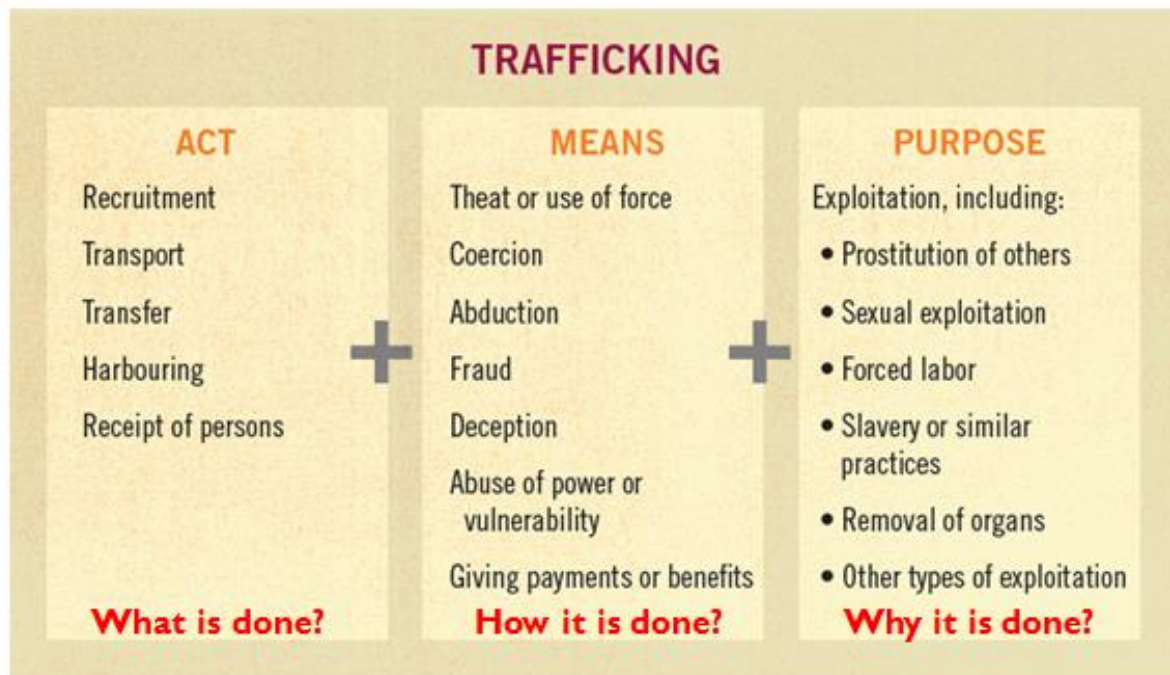 TRAFFICKING
ACT
Recruitment
Transport
Transfer
Harbouring
Receipt of persons
What is done?
+
MEANS
Theat or use of force
Coercion
Abduction
Fraud
Deception
Abuse of power or
vulnerability
Giving payments or benefits
How it is done?
+
PURPOSE
Exploitation, including:
• Prostitution of others
• Sexual exploitation
• Forced labor
• Slavery or similar
practices
• Removal of organs
• Other types of exploitation
Why it is done?